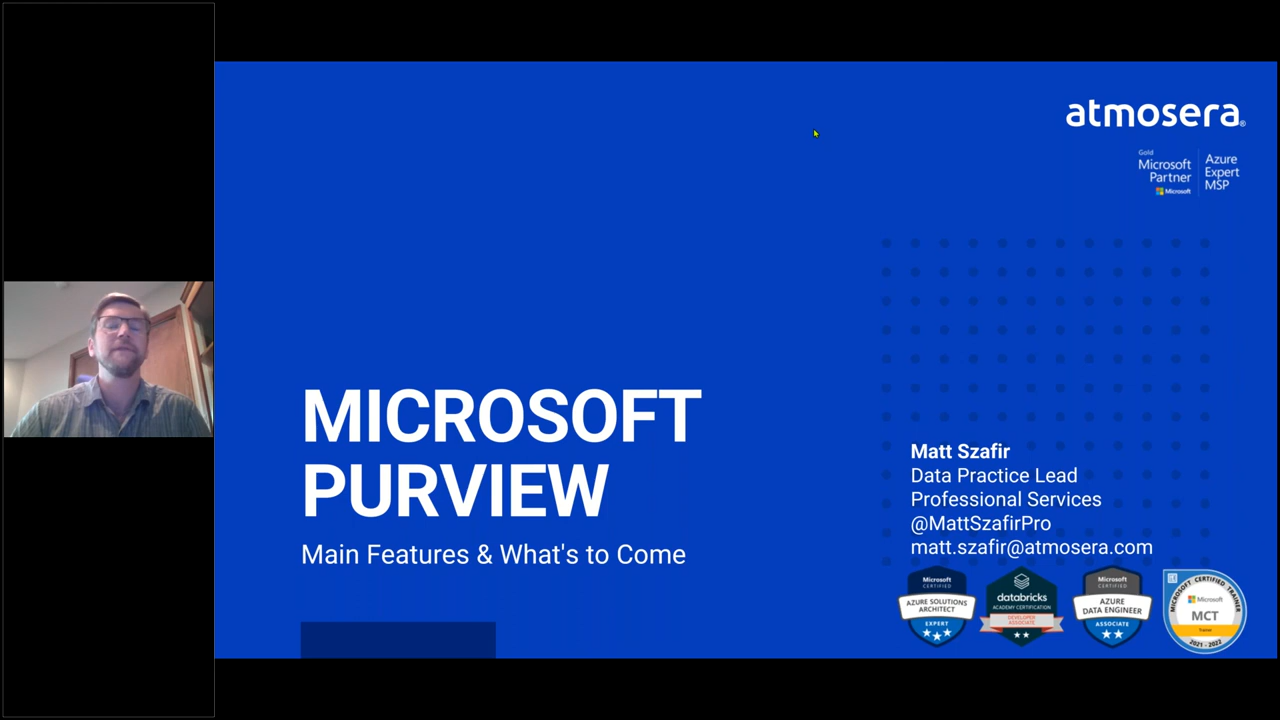 atmosera®
Gold
Microsoft
Partner
Microsoft
Azure
Expert
MSP
MICROSOFT
PURVIEW
Main Features & What's to Come
Matt Szafir
Data Practice Lead
Professional Services
@MattSzafirPro
matt.szafir@atmosera.com
Microsoft
CERTIFIED
AZURE SOLUTIONS
ARCHITECT
EXPERT
databricks
ACADEMY CERTIFICATION
DEVELOPER
ASSOCIATE
Microsoft
CERTIFIED
AZURE
DATA ENGINEER
ASSOCIATE
MICROSOFT CERTIFIED TRAINER
Microsoft
MCT
Trainer
2021 - 2022